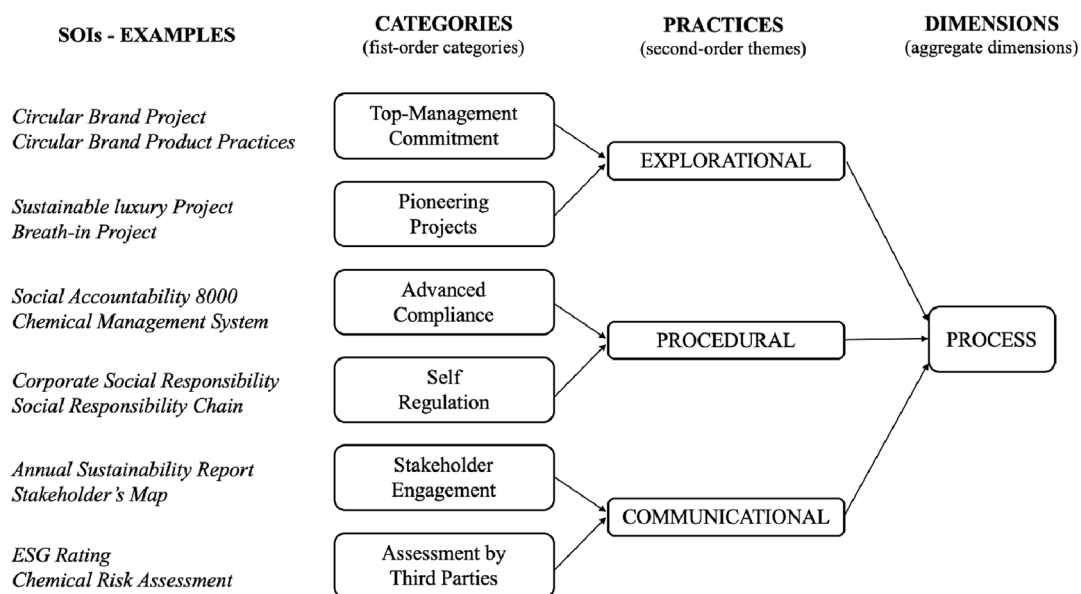 SOIs - EXAMPLES
CATEGORIES
(fist-order categories)
PRACTICES
(second-order themes)
DIMENSIONS
(aggregate dimensions)
Circular Brand Project
Circular Brand Product Practices
Sustainable luxury Project
Breath-in Project
Social Accountability 8000
Chemical Management System
Corporate Social Responsibility
Social Responsibility Chain
Annual Sustainability Report
Stakeholder's Map
ESG Rating
Chemical Risk Assessment
Top-Management
Commitment
Pioneering
Projects
Advanced
Compliance
Self
Regulation
Stakeholder
Engagement
Assessment by
Third Parties
EXPLORATIONAL
PROCEDURAL
COMMUNICATIONAL
PROCESS